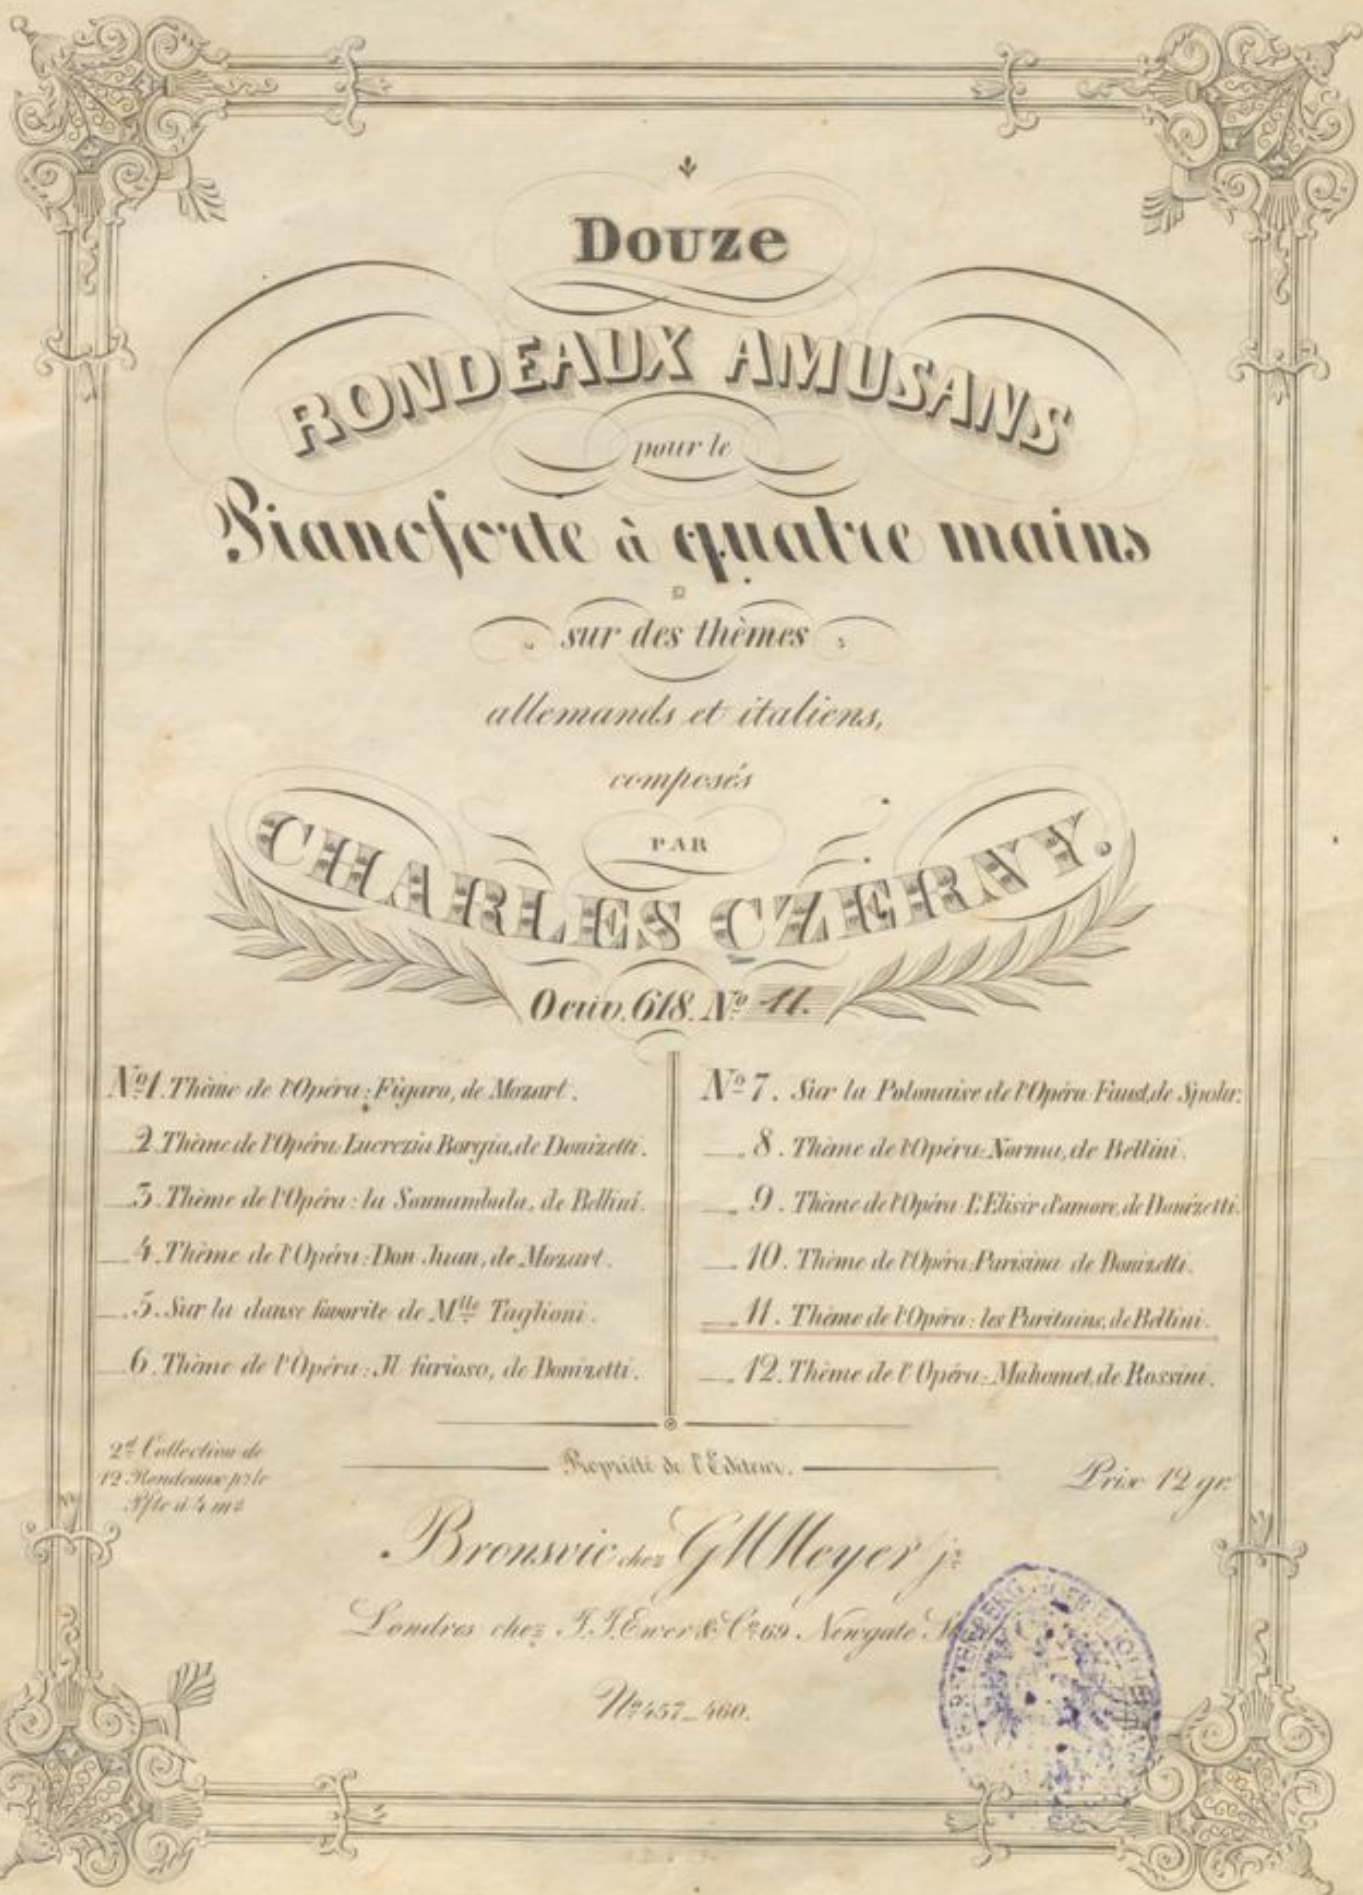 Douze
RONDEAUX AMUSANS
pour le
Pianoforte à quatre mains
sur des thèmes
allemands et italiens,
composés
PAR
CHARLES CZERNY.
Oeuv. 618. Nº 11.
Nº 1. Thème de l'Opéra: Figaro, de Mozart.
2. Thème de l'Opéra: Lucrezia Borgia, de Donizetti.
3. Thème de l'Opéra: la Sonnambula, de Bellini.
4. Thème de l'Opéra: Don Juan, de Mozart.
5. Sur la danse favorite de Mlle Taglioni.
6. Thème de l'Opéra: Il furioso, de Donizetti.
Nº 7. Sur la Polonaise de l'Opéra Faust, de Spohr.
8. Thème de l'Opéra: Norma, de Bellini.
9. Thème de l'Opéra: L'Elisir d'amore, de Donizetti.
10. Thème de l'Opéra: Parisina de Donizetti.
11. Thème de l'Opéra: les Puritains, de Bellini.
12. Thème de l'Opéra: Mahomet, de Rossini.
2d Collection de
12 Rondeaux pr le
Pfte à 4 ms
Propriété de l'Editeur.
Prix 12 gr.
Bronsvic chez G M Meyer jr
Londres chez J. J. Ewer & Co 69. Newgate
Nº 457_460.